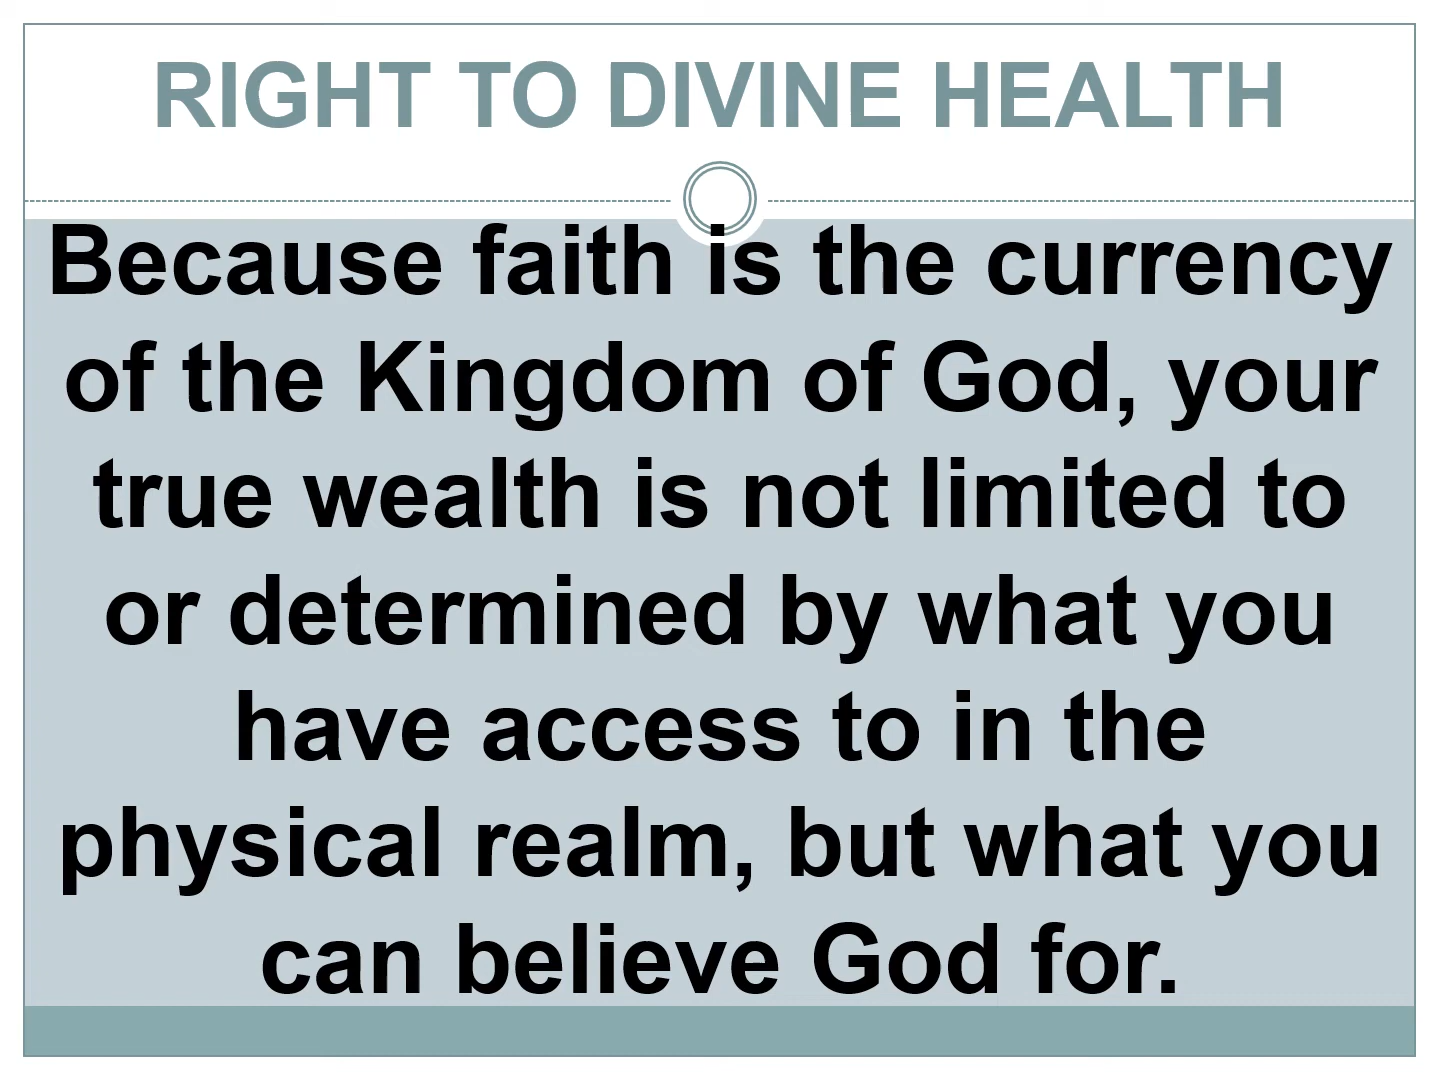 RIGHT TO DIVINE HEALTH
Because faith is the currency
of the Kingdom of God, your
true wealth is not limited to
or determined by what you
have access to in the
physical realm, but what you
can believe God for.